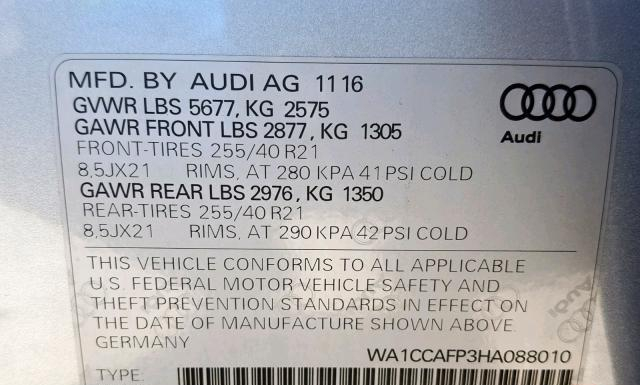 MFD. BY AUDI AG 11 16
GVWR LBS 5677, KG 2575
GAWR FRONT LBS 2877, KG 1305
FRONT-TIRES 255/40 R21
8,5JX21 RIMS, AT 280 KPA 41 PSI COLD
GAWR REAR LBS 2976, KG 1350
REAR-TIRES 255/40 R21
8,5JX21 RIMS, AT 290 KPA 42 PSI COLD
Audi
THIS VEHICLE CONFORMS TO ALL APPLICABLE
U.S. FEDERAL MOTOR VEHICLE SAFETY AND
THEFT PREVENTION STANDARDS IN EFFECT ON
THE DATE OF MANUFACTURE SHOWN ABOVE.
GERMANY
WA1CCAFP3HA088010
TYPE:
Audi